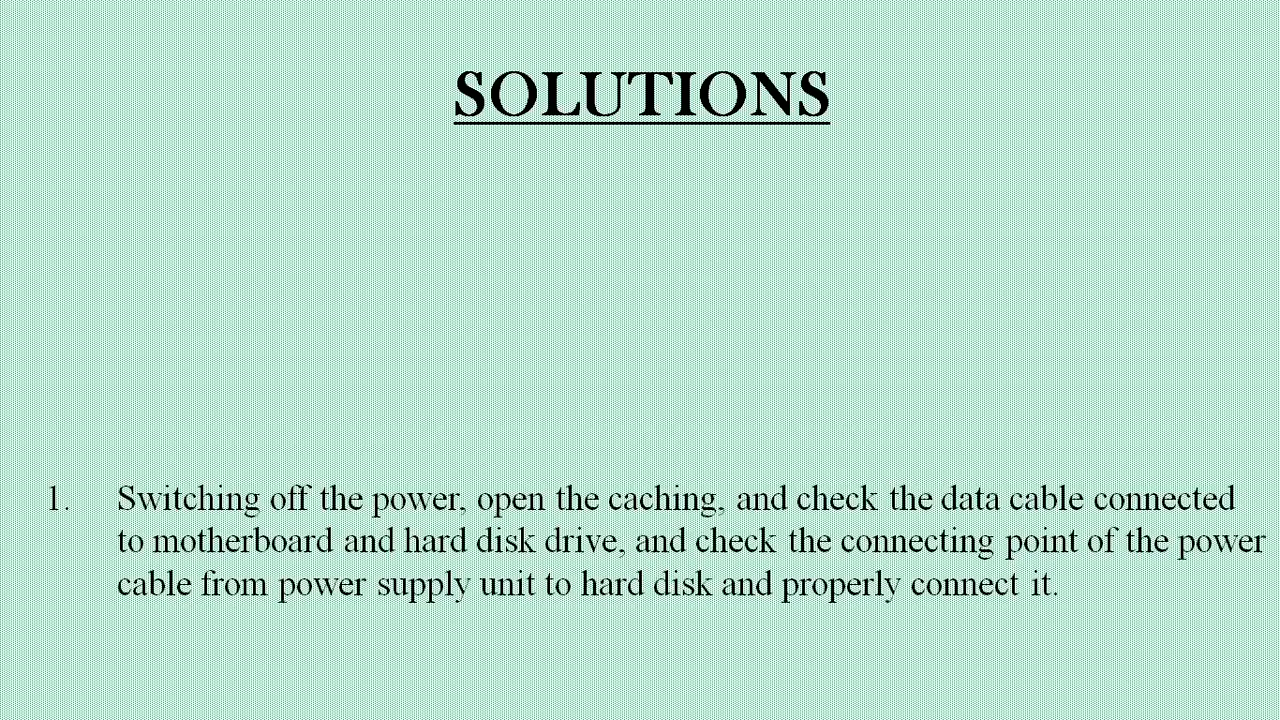 SOLUTIONS
1. Switching off the power, open the caching, and check the data cable connected
to motherboard and hard disk drive, and check the connecting point of the power
cable from power supply unit to hard disk and properly connect it.